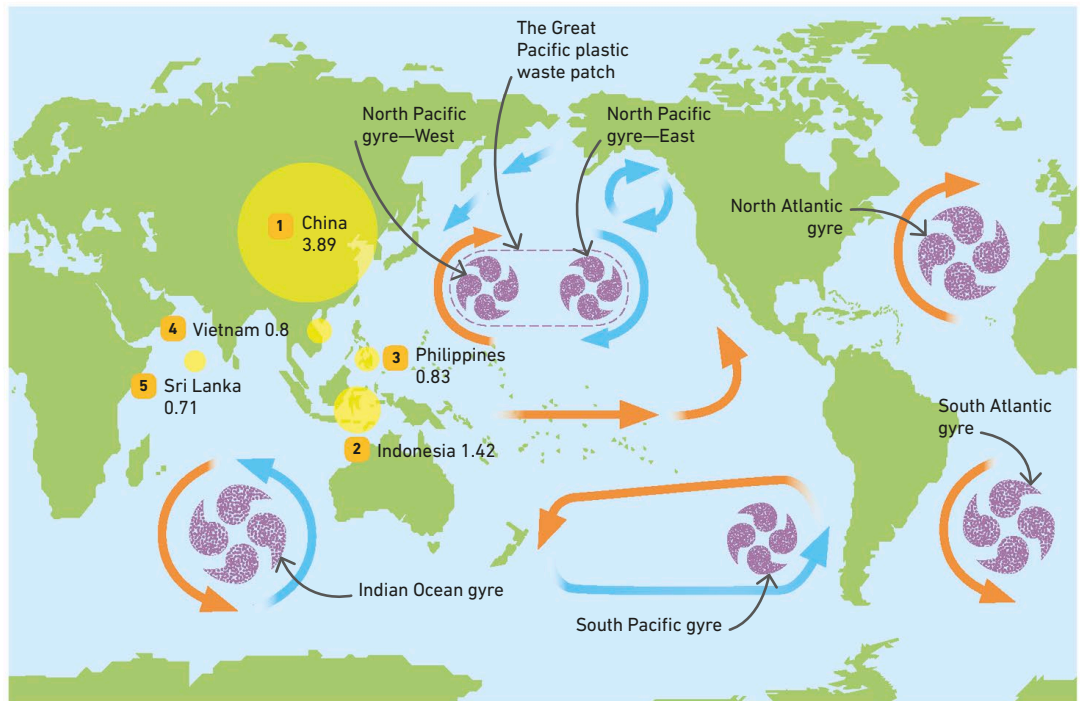 The Great
Pacific plastic
waste patch
North Pacific
gyre—West
North Pacific
gyre—East
1 China
3.89
North Atlantic
gyre
4 Vietnam 0.8
3 Philippines
0.83
5 Sri Lanka
0.71
2 Indonesia 1.42
South Atlantic
gyre
Indian Ocean gyre
South Pacific gyre